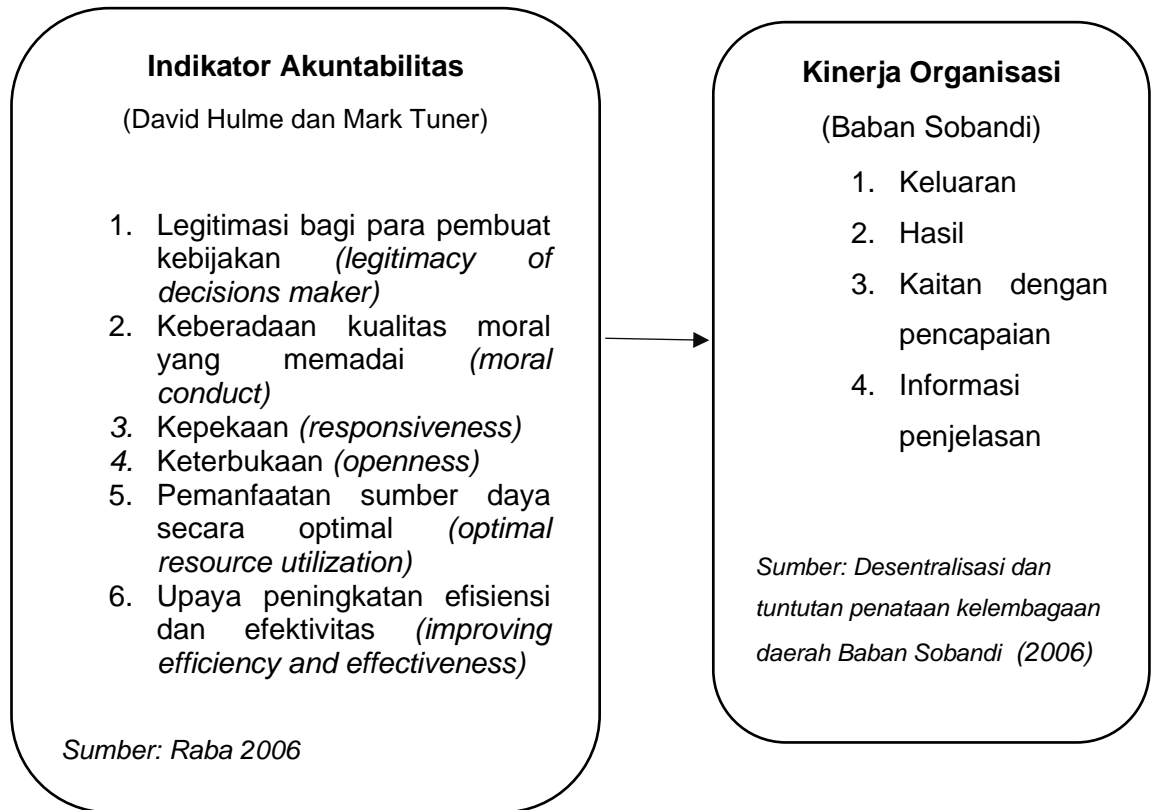 Indikator Akuntabilitas
(David Hulme dan Mark Tuner)
1. Legitimasi bagi para pembuat
kebijakan (legitimacy of
decisions maker)
2. Keberadaan kualitas moral
yang memadai (moral
conduct)
3. Kepekaan (responsiveness)
4. Keterbukaan (openness)
5. Pemanfaatan sumber daya
secara optimal (optimal
resource utilization)
6. Upaya peningkatan efisiensi
dan efektivitas (improving
efficiency and effectiveness)
Sumber: Raba 2006
Kinerja Organisasi
(Baban Sobandi)
1. Keluaran
2. Hasil
3. Kaitan dengan
pencapaian
4. Informasi
penjelasan
Sumber: Desentralisasi dan
tuntutan penataan kelembagaan
daerah Baban Sobandi (2006)